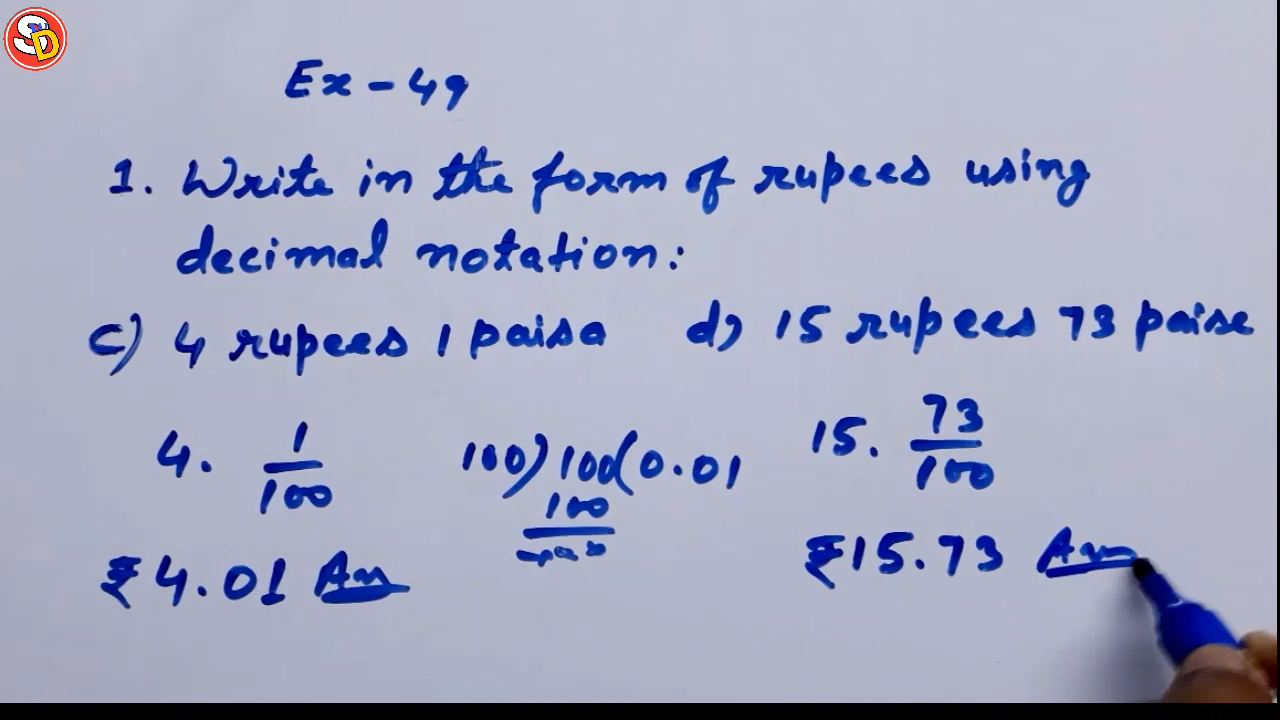 SD
Ex - 49
1. Write in the form of rupees using
decimal notation:
c) 4 rupees 1 paisa
4. 1/100
100)100(0.01
100
₹4.01 Ans
d) 15 rupees 73 paise
15. 73/100
₹15.73 Ans